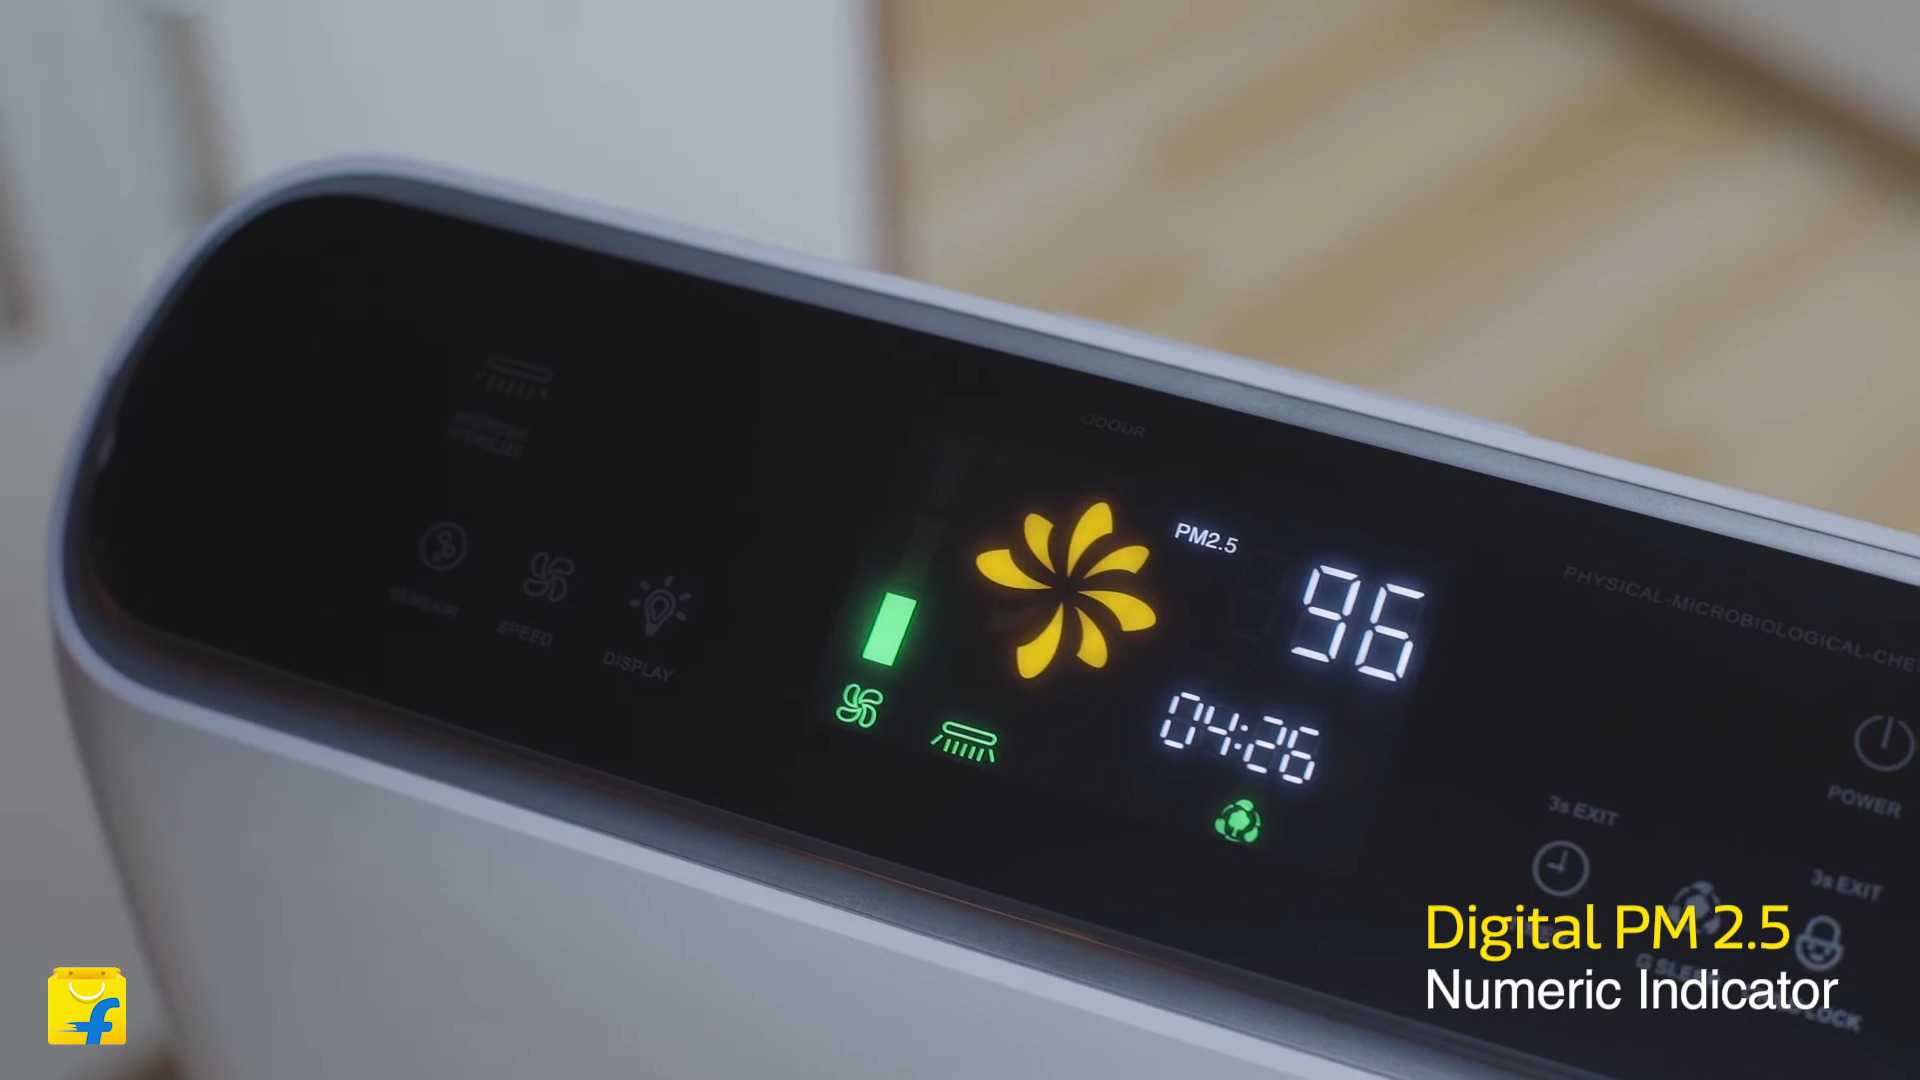 ODOUR
PM2.5
96
04:26
PHYSICAL-MICROBIOLOGICAL-CHE
SPEED
DISPLAY
POWER
3s EXIT
3s EXIT
LOCK
Digital PM 2.5
Numeric Indicator
f